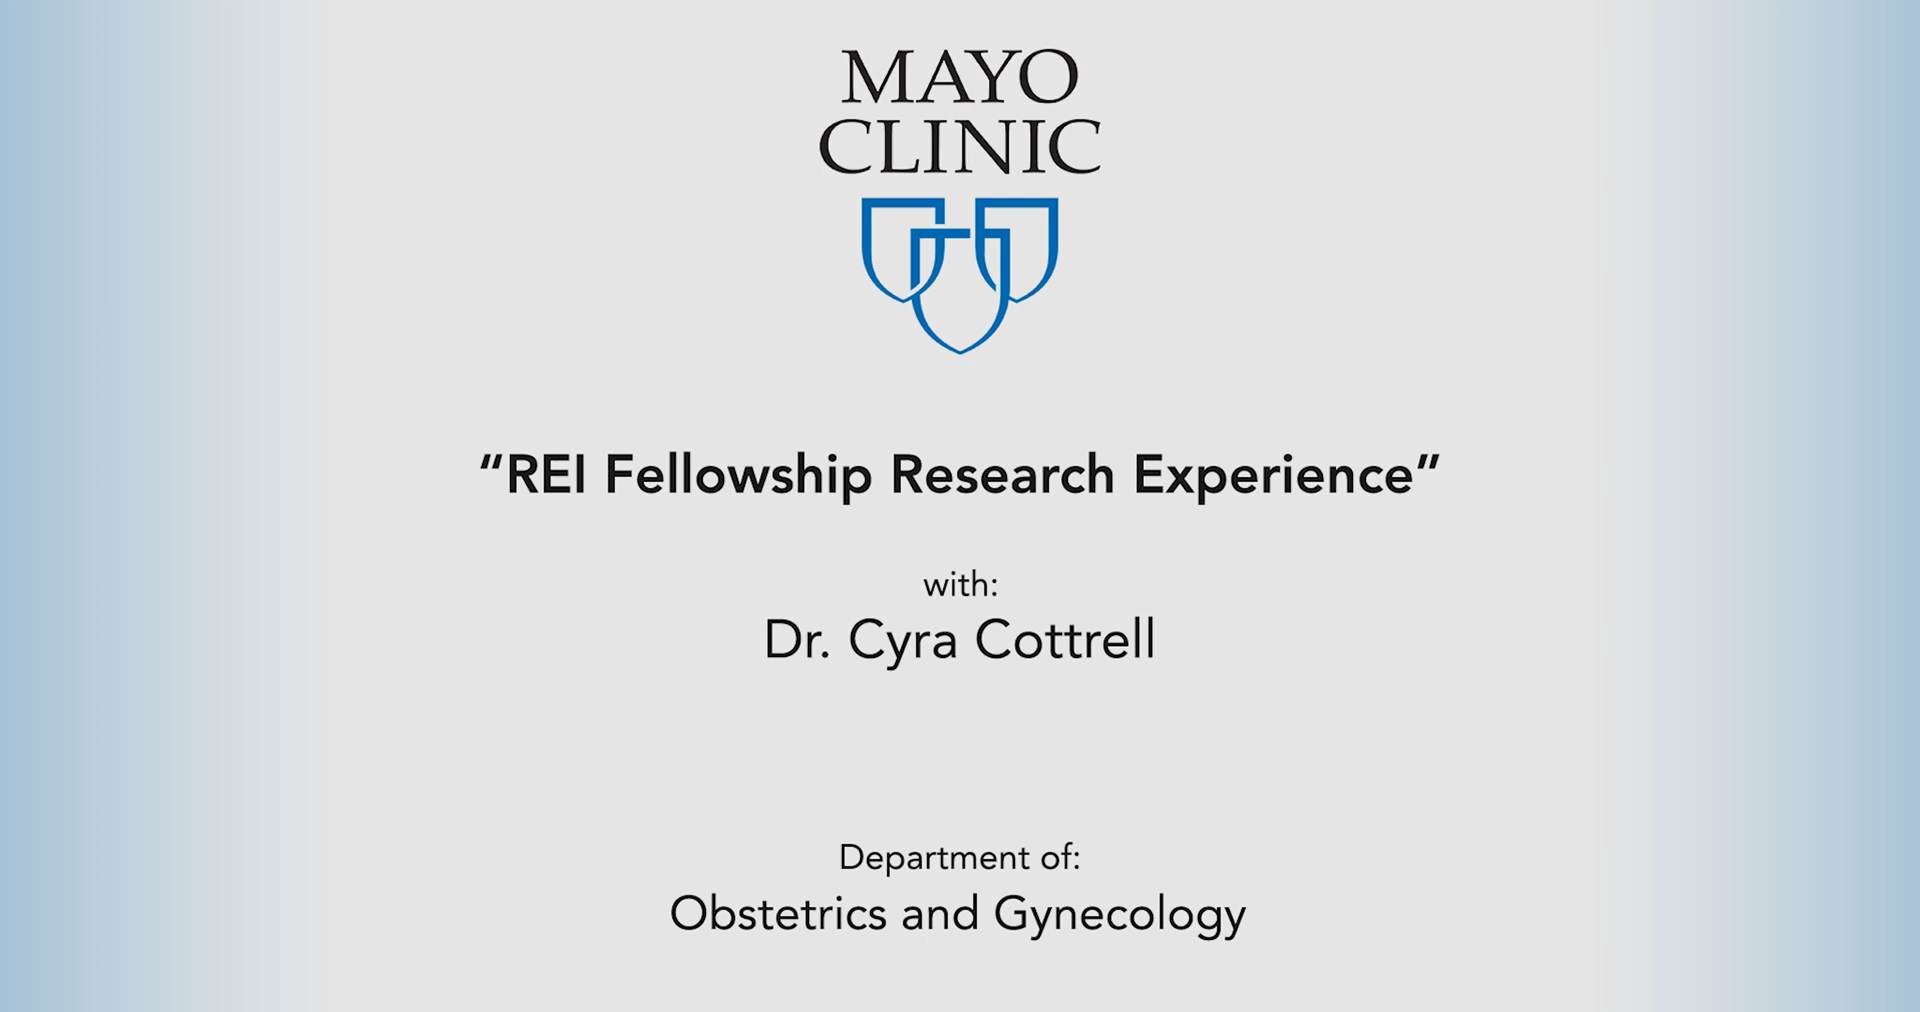 MAYO
CLINIC
“REI Fellowship Research Experience”
with:
Dr. Cyra Cottrell
Department of:
Obstetrics and Gynecology